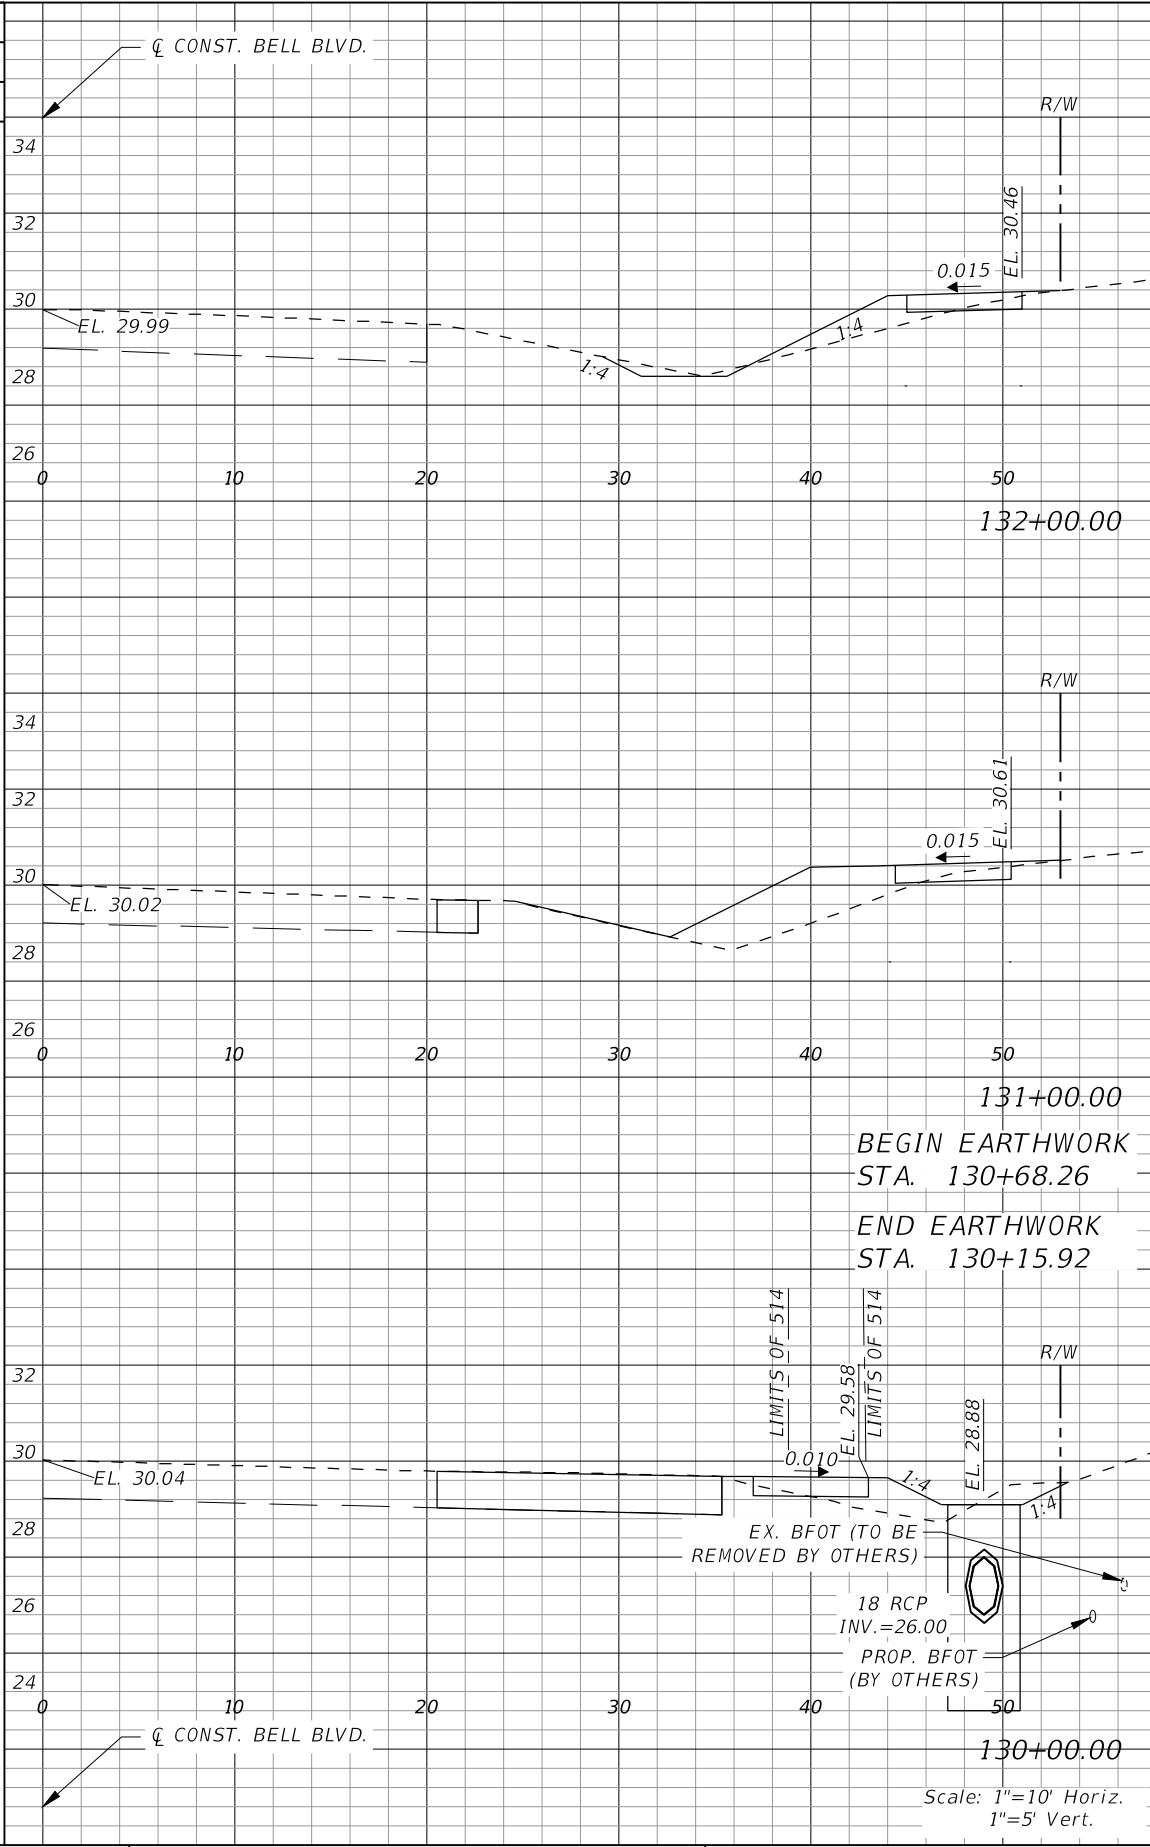 ℄ CONST. BELL BLVD.
R/W
34
32
EL. 30.46
0.015
30
EL. 29.99
1:4
1:4
28
26
0 10 20 30 40 50
132+00.00
R/W
34
32
EL. 30.61
0.015
30
EL. 30.02
28
26
0 10 20 30 40 50
131+00.00
BEGIN EARTHWORK
STA. 130+68.26
END EARTHWORK
STA. 130+15.92
LIMITS OF 514
LIMITS OF 514
EL. 29.58
R/W
32
EL. 28.88
30
0.010
EL. 30.04
1:4
1:4
28
EX. BFOT (TO BE
REMOVED BY OTHERS)
26
18 RCP
INV.=26.00
PROP. BFOT
(BY OTHERS)
24
0 10 20 30 40 50
℄ CONST. BELL BLVD.
130+00.00
Scale: 1"=10' Horiz.
1"=5' Vert.